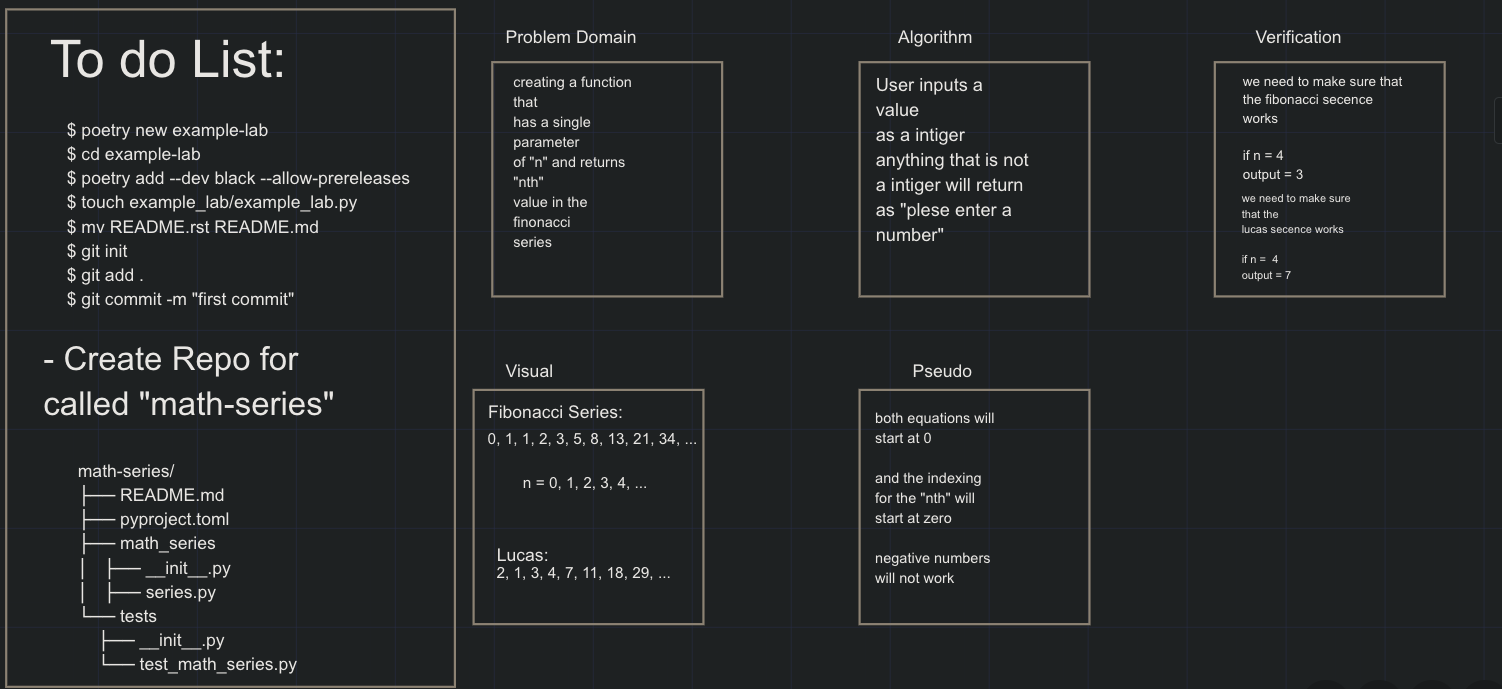 To do List:
$ poetry new example-lab
$ cd example-lab
$ poetry add --dev black --allow-prereleases
$ touch example_lab/example_lab.py
$ mv README.rst README.md
$ git init
$ git add .
$ git commit -m "first commit"
- Create Repo for
called "math-series"
math-series/
├── README.md
├── pyproject.toml
├── math_series
│   ├── __init__.py
│   ├── series.py
└── tests
├── __init__.py
└── test_math_series.py
Problem Domain
creating a function
that
has a single
parameter
of "n" and returns
"nth"
value in the
finonacci
series
Algorithm
User inputs a
value
as a intiger
anything that is not
a intiger will return
as "plese enter a
number"
Verification
we need to make sure that
the fibonacci secence
works
if n = 4
output = 3
we need to make sure
that the
lucas secence works
if n =  4
output = 7
Visual
Fibonacci Series:
0, 1, 1, 2, 3, 5, 8, 13, 21, 34, ...
n = 0, 1, 2, 3, 4, ...
Lucas:
2, 1, 3, 4, 7, 11, 18, 29, ...
Pseudo
both equations will
start at 0
and the indexing
for the "nth" will
start at zero
negative numbers
will not work